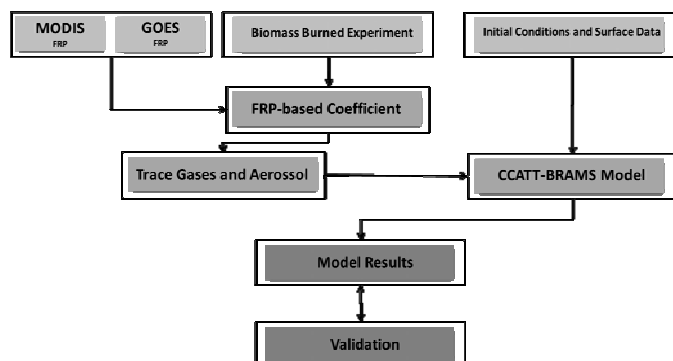 MODIS
FRP
GOES
FRP
Biomass Burned Experiment
Initial Conditions and Surface Data
FRP-based Coefficient
Trace Gases and Aerossol
CCATT-BRAMS Model
Model Results
Validation